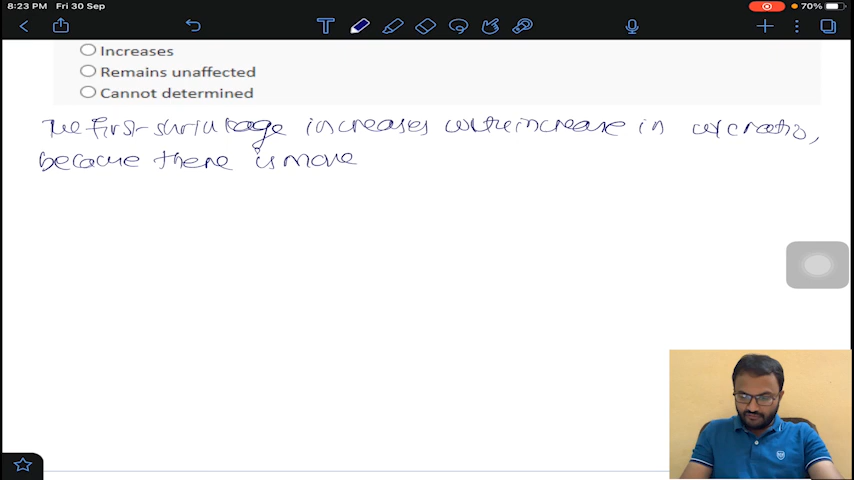 8:23 PM Fri 30 Sep
70%
Increases
Remains unaffected
Cannot determined
The first shrinkage increases with increase in w/c ratio,
because there is more